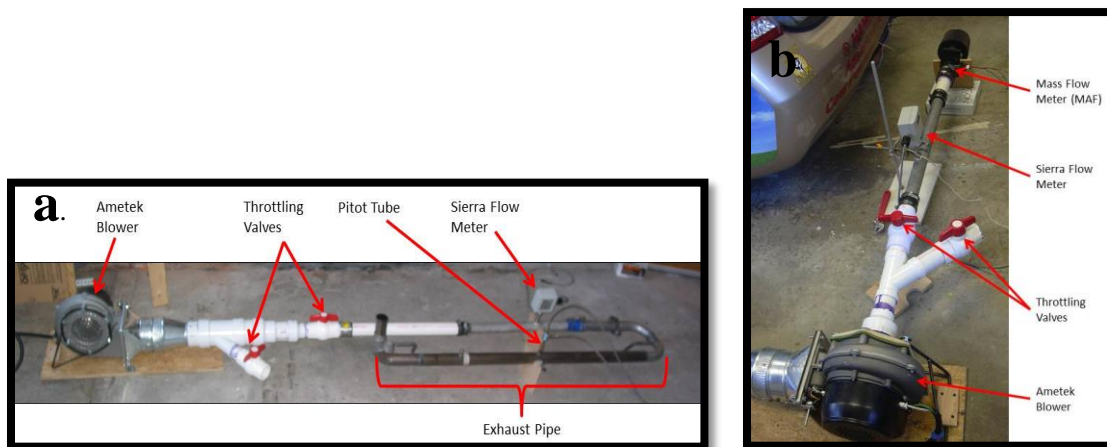 a.
Ametek
Blower
Throttling
Valves
Pitot Tube
Sierra Flow
Meter
Exhaust Pipe
b
Mass Flow
Meter (MAF)
Sierra Flow
Meter
Throttling
Valves
Ametek
Blower